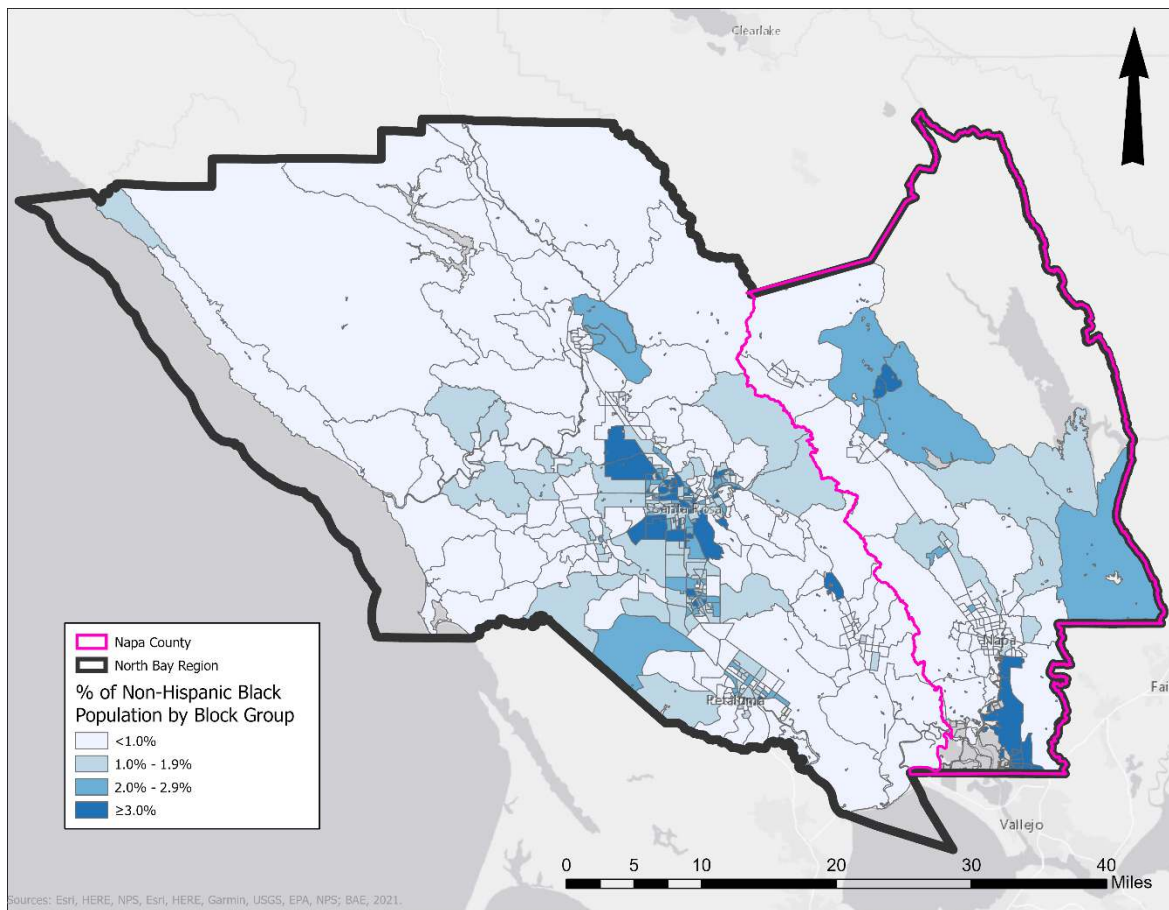 Clearlake
Santa Rosa
Napa
Petaluma
Fai
Vallejo
Napa County
North Bay Region
% of Non-Hispanic Black
Population by Block Group
<1.0%
1.0% - 1.9%
2.0% - 2.9%
≥3.0%
0 5 10 20 30 40
Miles
Sources: Esri, HERE, NPS, Esri, HERE, Garmin, USGS, EPA, NPS; BAE, 2021.